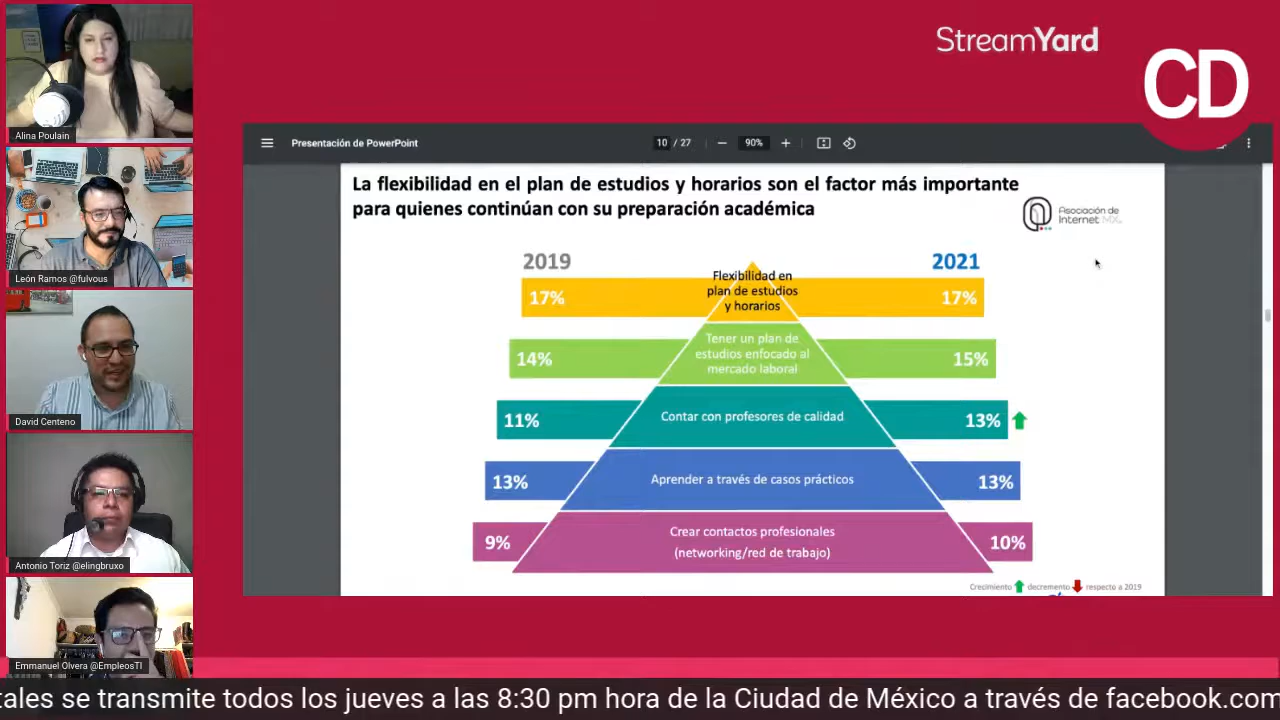 StreamYard
CD
Alina Poulain
León Ramos @fulvous
David Centeno
Antonio Toriz @elingbruxo
Emmanuel Olvera @EmpleosTI
Presentación de PowerPoint
10 / 27
90%
La flexibilidad en el plan de estudios y horarios son el factor más importante
para quienes continúan con su preparación académica
Asociación de
Internet MX
2019
2021
Flexibilidad en
plan de estudios
y horarios
17%
17%
Tener un plan de
estudios enfocado al
mercado laboral
14%
15%
Contar con profesores de calidad
11%
13%
Aprender a través de casos prácticos
13%
13%
Crear contactos profesionales
(networking/red de trabajo)
9%
10%
Crecimiento decremento respecto a 2019
tales se transmite todos los jueves a las 8:30 pm hora de la Ciudad de México a través de facebook.com